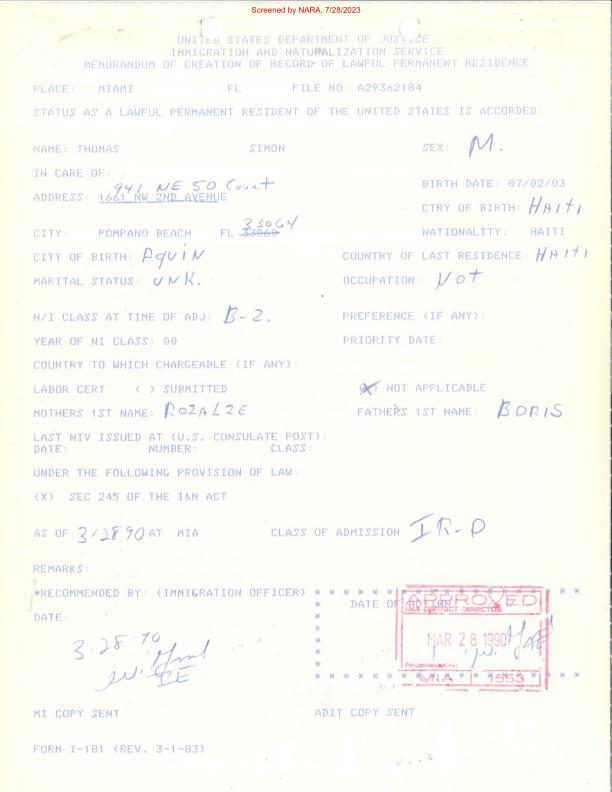 Screened by NARA, 7/28/2023
UNITED STATES DEPARTMENT OF JUSTICE
IMMIGRATION AND NATURALIZATION SERVICE
MEMORANDUM OF CREATION OF RECORD OF LAWFUL PERMANENT RESIDENCE
PLACE: MIAMI FL FILE NO: A29362184
STATUS AS A LAWFUL PERMANENT RESIDENT OF THE UNITED STATES IS ACCORDED:
NAME: THOMAS SIMON SEX: M.
IN CARE OF:
941 NE 50 Court BIRTH DATE: 07/02/03
ADDRESS: 1661 NW 2ND AVENUE
CTRY OF BIRTH: HAITI
33064
CITY: POMPANO BEACH FL 33060 NATIONALITY: HAITI
CITY OF BIRTH: AQUIN COUNTRY OF LAST RESIDENCE: HAITI
MARITAL STATUS: UNK. OCCUPATION: Not
N/I CLASS AT TIME OF ADJ: B-2. PREFERENCE (IF ANY):
YEAR OF NI CLASS: 00 PRIORITY DATE:
COUNTRY TO WHICH CHARGEABLE (IF ANY):
LABOR CERT ( ) SUBMITTED (X) NOT APPLICABLE
MOTHERS 1ST NAME: ROZALZE FATHERS 1ST NAME: BORIS
LAST NIV ISSUED AT (U.S. CONSULATE POST):
DATE: NUMBER: CLASS:
UNDER THE FOLLOWING PROVISION OF LAW:
(X) SEC 245 OF THE I&N ACT
AS OF 3/28 90 AT MIA CLASS OF ADMISSION IR-0
REMARKS:
*RECOMMENDED BY: (IMMIGRATION OFFICER) * * * * * * * * * * * * * * * * * *
DATE OF ACTION
APPROVED
DISTRICT DIRECTOR
DATE:
MAR 28 1990
3-28-90
MIA 1553
MI COPY SENT ADIT COPY SENT
FORM I-181 (REV. 3-1-83)